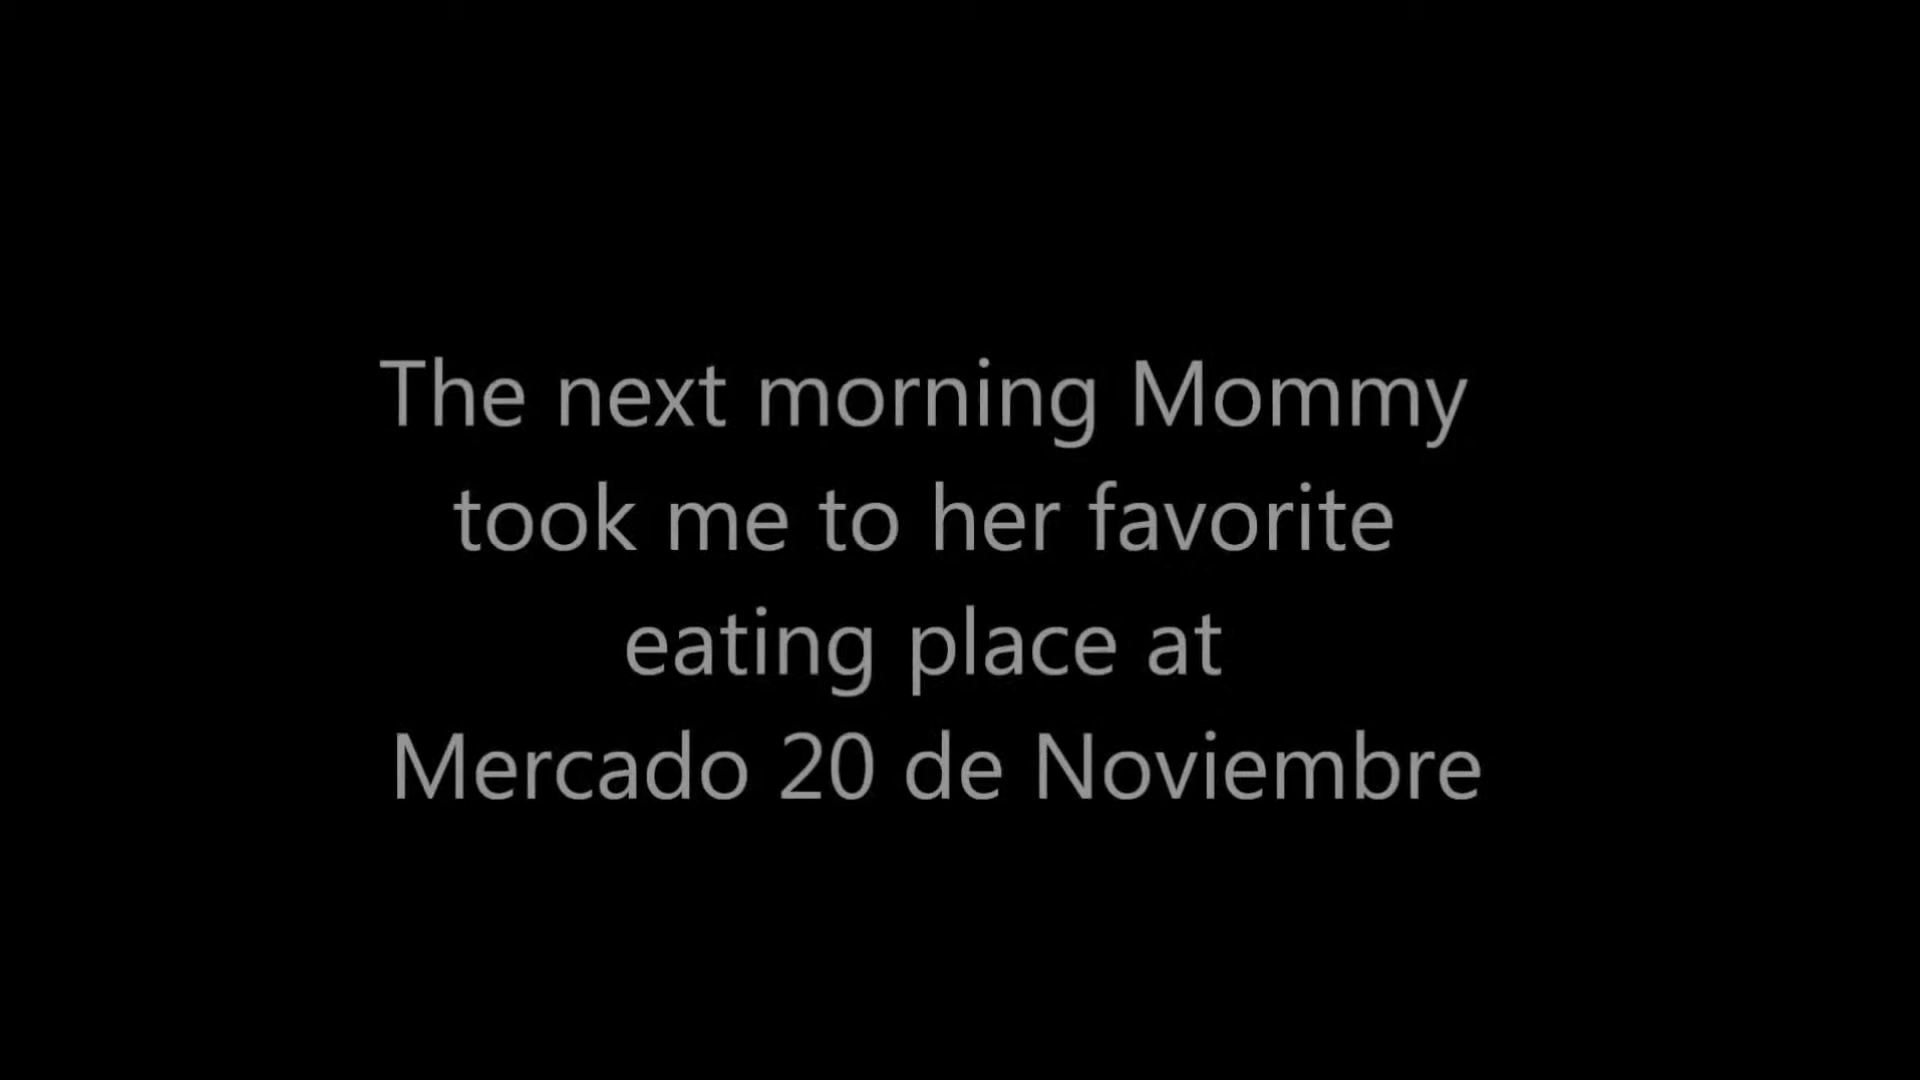 The next morning Mommy
took me to her favorite
eating place at
Mercado 20 de Noviembre